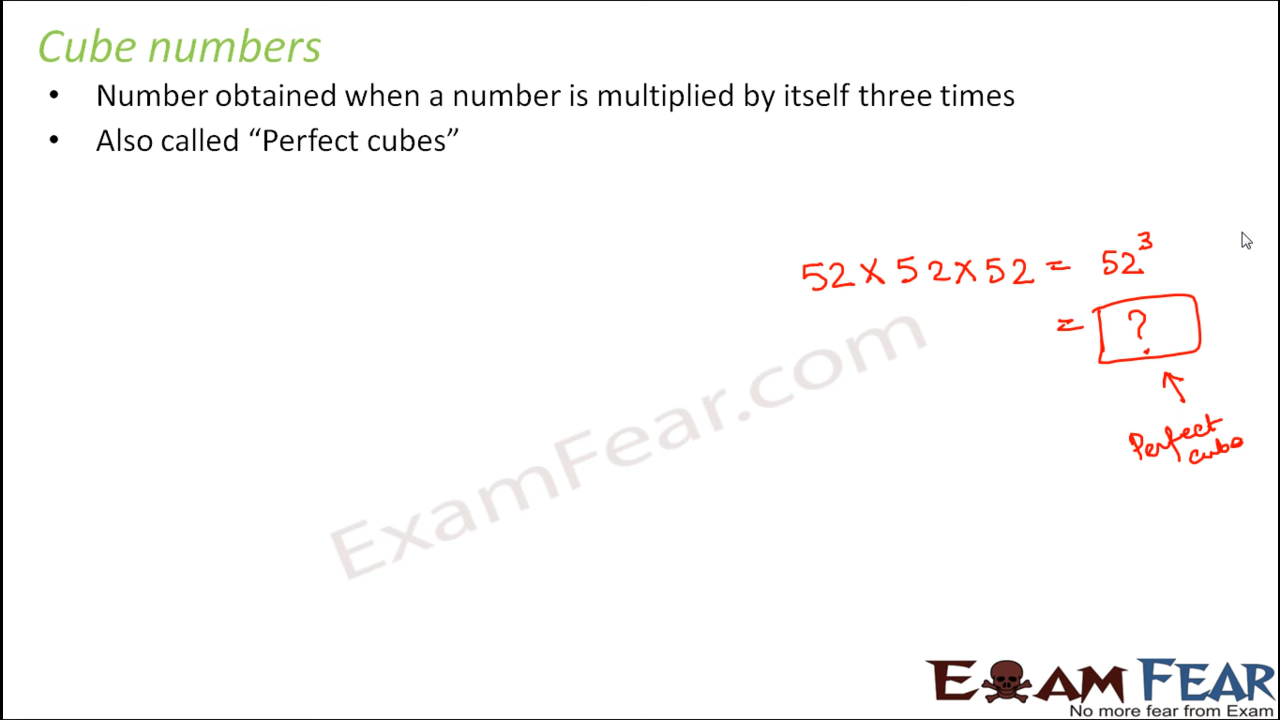 Cube numbers
• Number obtained when a number is multiplied by itself three times
• Also called “Perfect cubes”
52 × 52 × 52 = 52³
= ?
Perfect
cube
ExamFear.com
EXAM FEAR
No more fear from Exam